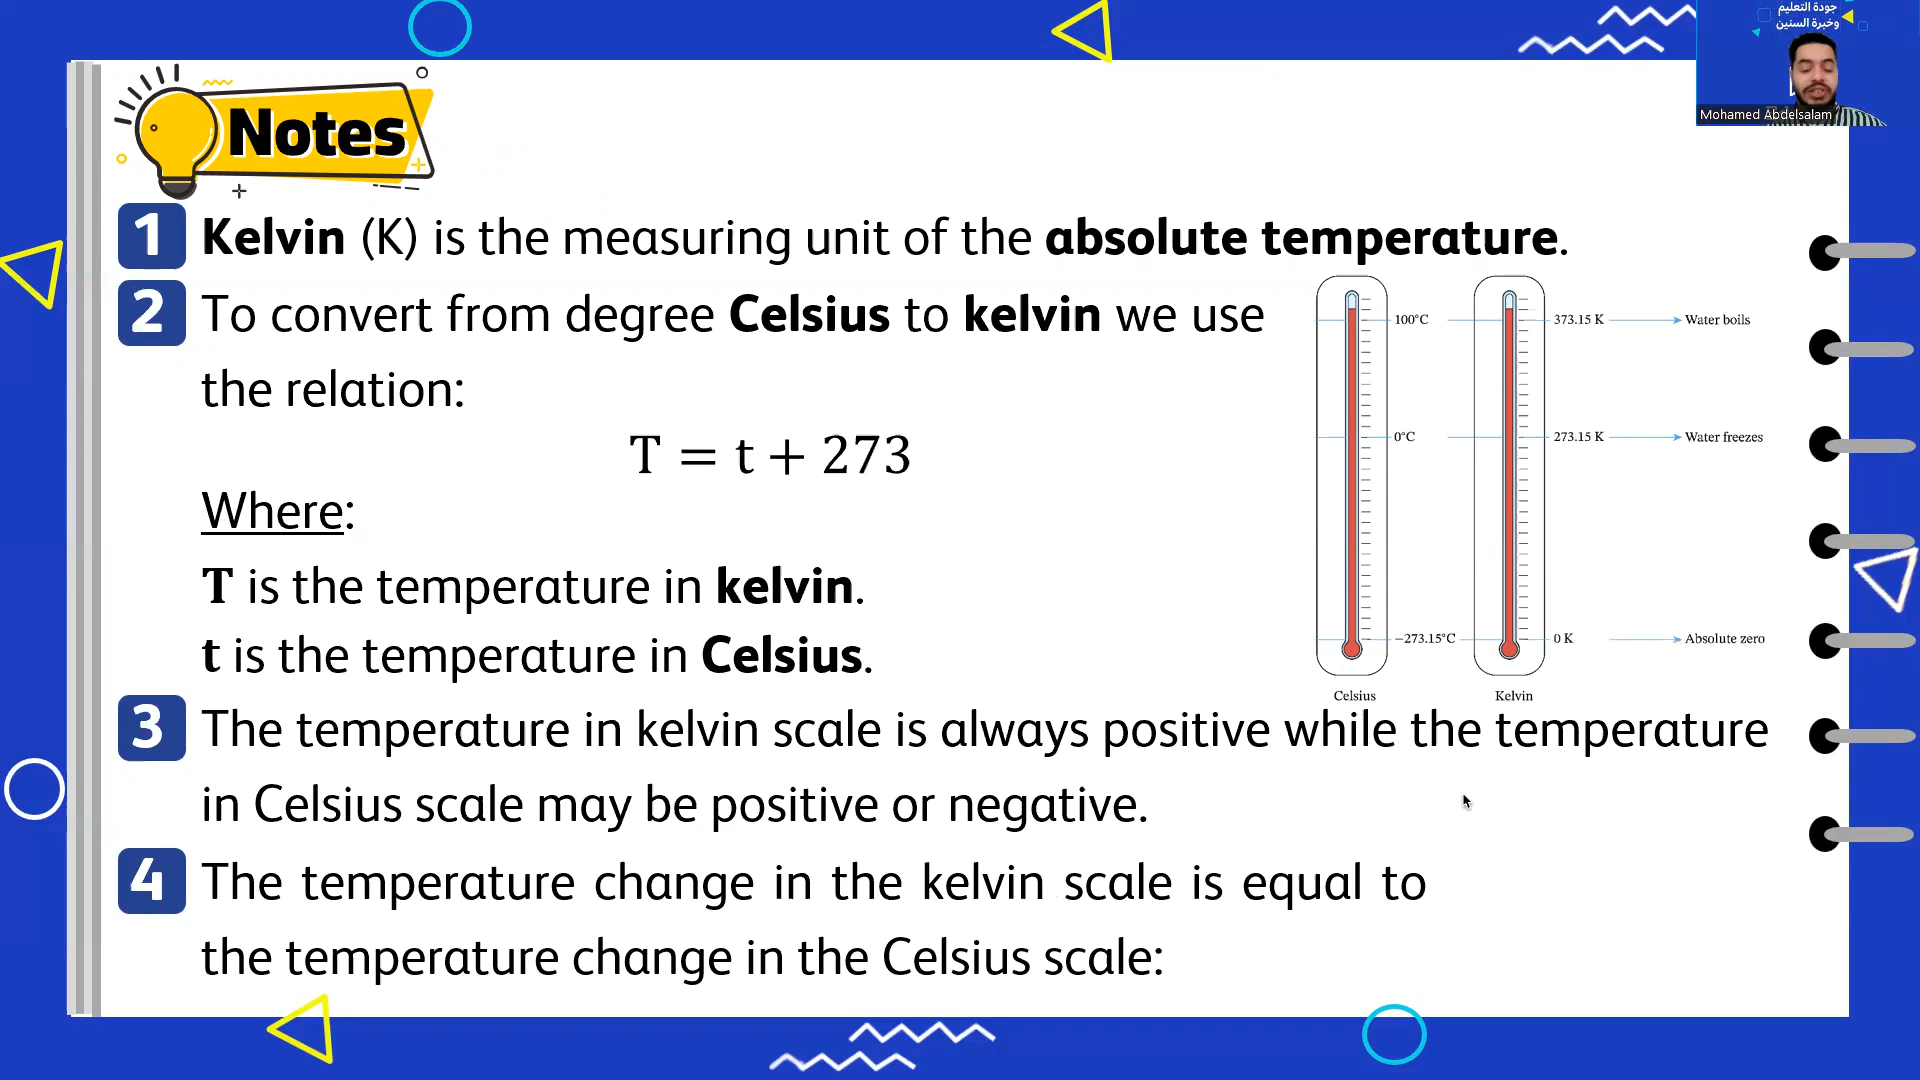 جودة التعليم
وخبرة السنين
Mohamed Abdelsalam
Notes
1 Kelvin (K) is the measuring unit of the absolute temperature.
2 To convert from degree Celsius to kelvin we use
the relation:
T = t + 273
Where:
T is the temperature in kelvin.
t is the temperature in Celsius.
100°C 373.15 K Water boils
0°C 273.15 K Water freezes
−273.15°C 0 K Absolute zero
Celsius Kelvin
3 The temperature in kelvin scale is always positive while the temperature
in Celsius scale may be positive or negative.
4 The temperature change in the kelvin scale is equal to
the temperature change in the Celsius scale: